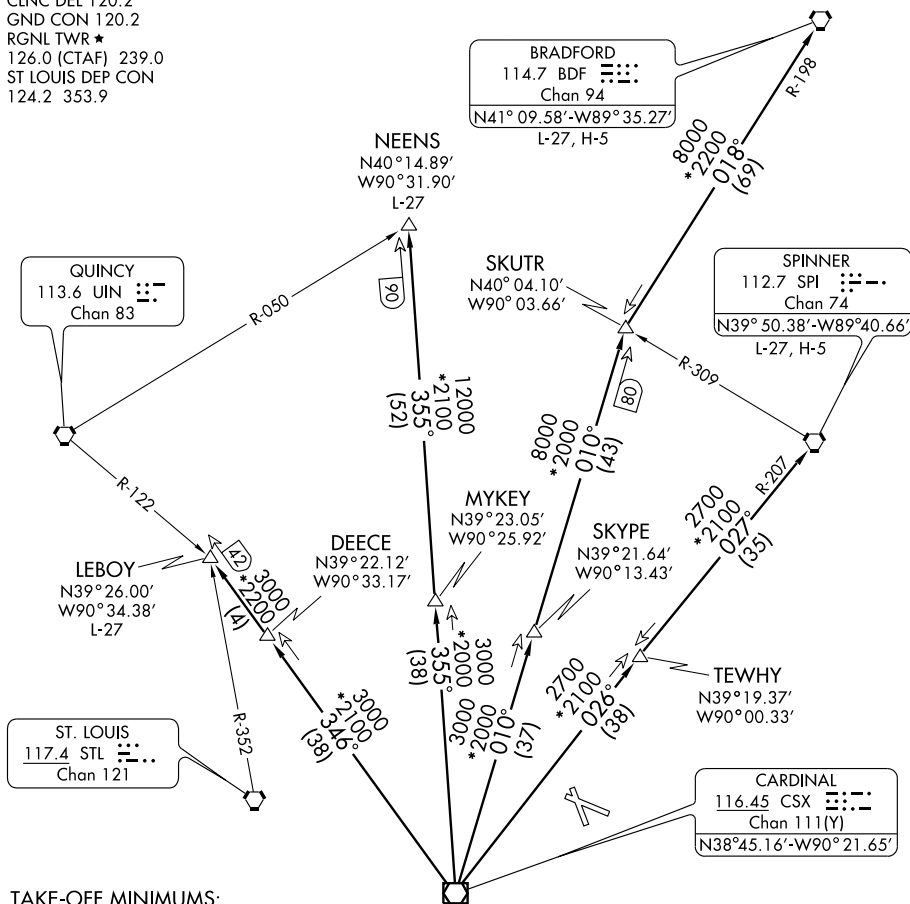 CLNC DEL 120.2
GND CON 120.2
RGNL TWR ★
126.0 (CTAF) 239.0
ST LOUIS DEP CON
124.2 353.9
BRADFORD
114.7 BDF
Chan 94
N41° 09.58'-W89° 35.27'
L-27, H-5
R-198
8000
*2200
018°
(69)
NEENS
N40°14.89'
W90°31.90'
L-27
90
QUINCY
113.6 UIN
Chan 83
R-050
SKUTR
N40° 04.10'
W90° 03.66'
80
SPINNER
112.7 SPI
Chan 74
N39° 50.38'-W89°40.66'
L-27, H-5
R-309
12000
*2100
355°
(52)
8000
*2000
010°
(43)
R-207
2700
*2100
027°
(35)
R-122
MYKEY
N39°23.05'
W90°25.92'
DEECE
N39°22.12'
W90°33.17'
SKYPE
N39°21.64'
W90°13.43'
LEBOY
N39°26.00'
W90°34.38'
L-27
42
3000
*2200
(4)
3000
*2000
355°
(38)
3000
*2000
010°
(37)
2700
*2100
026°
(38)
TEWHY
N39°19.37'
W90°00.33'
3000
*2100
346°
(38)
R-352
ST. LOUIS
117.4 STL
Chan 121
CARDINAL
116.45 CSX
Chan 111(Y)
N38°45.16'-W90°21.65'
TAKE-OFF MINIMUMS: